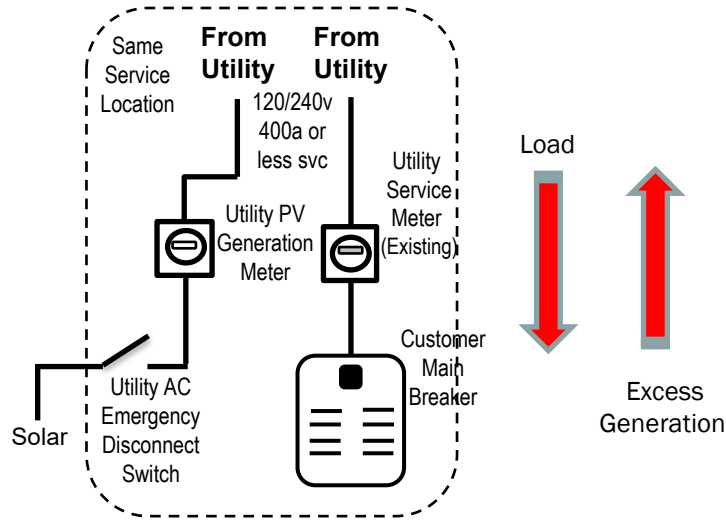 Same
Service
Location
From
Utility
From
Utility
120/240v
400a or
less svc
Utility
Service
Meter
(Existing)
Utility PV
Generation
Meter
Load
Customer
Main
Breaker
Utility AC
Emergency
Disconnect
Switch
Solar
Excess
Generation